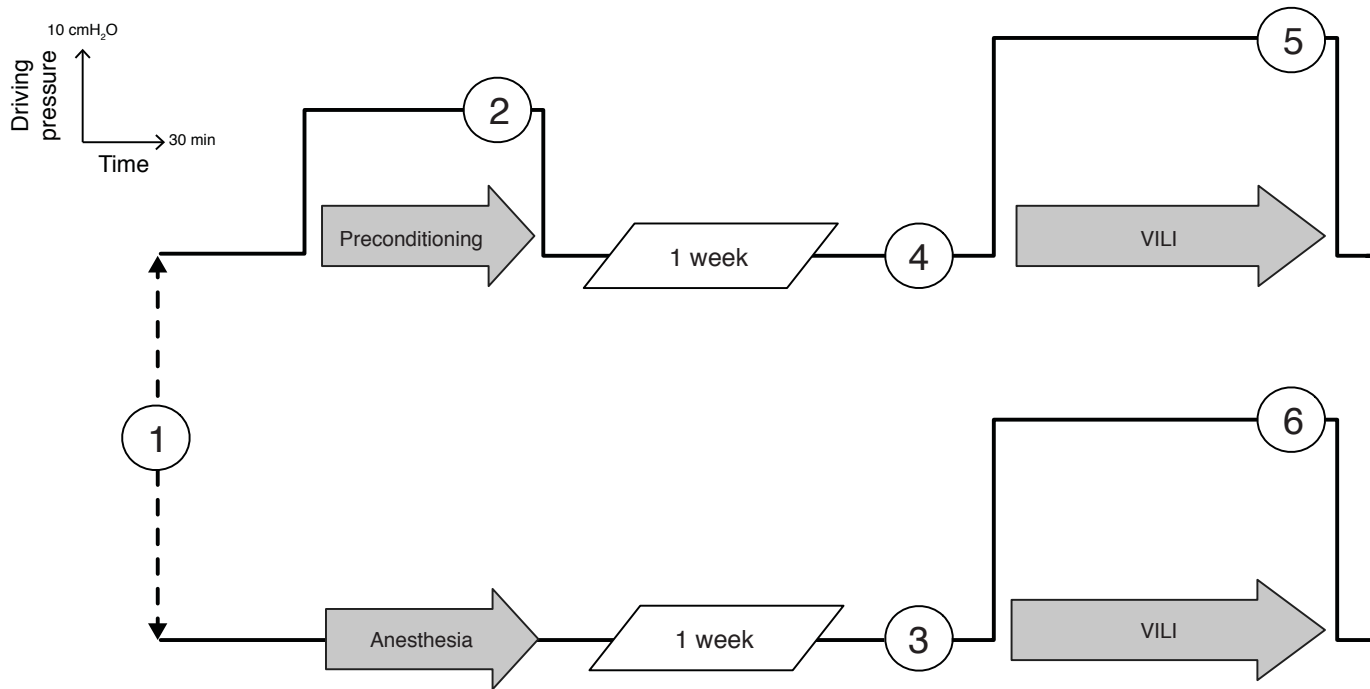 10 cmH₂O
Driving
pressure
30 min
Time
2
5
Preconditioning
1 week
4
VILI
1
6
Anesthesia
1 week
3
VILI